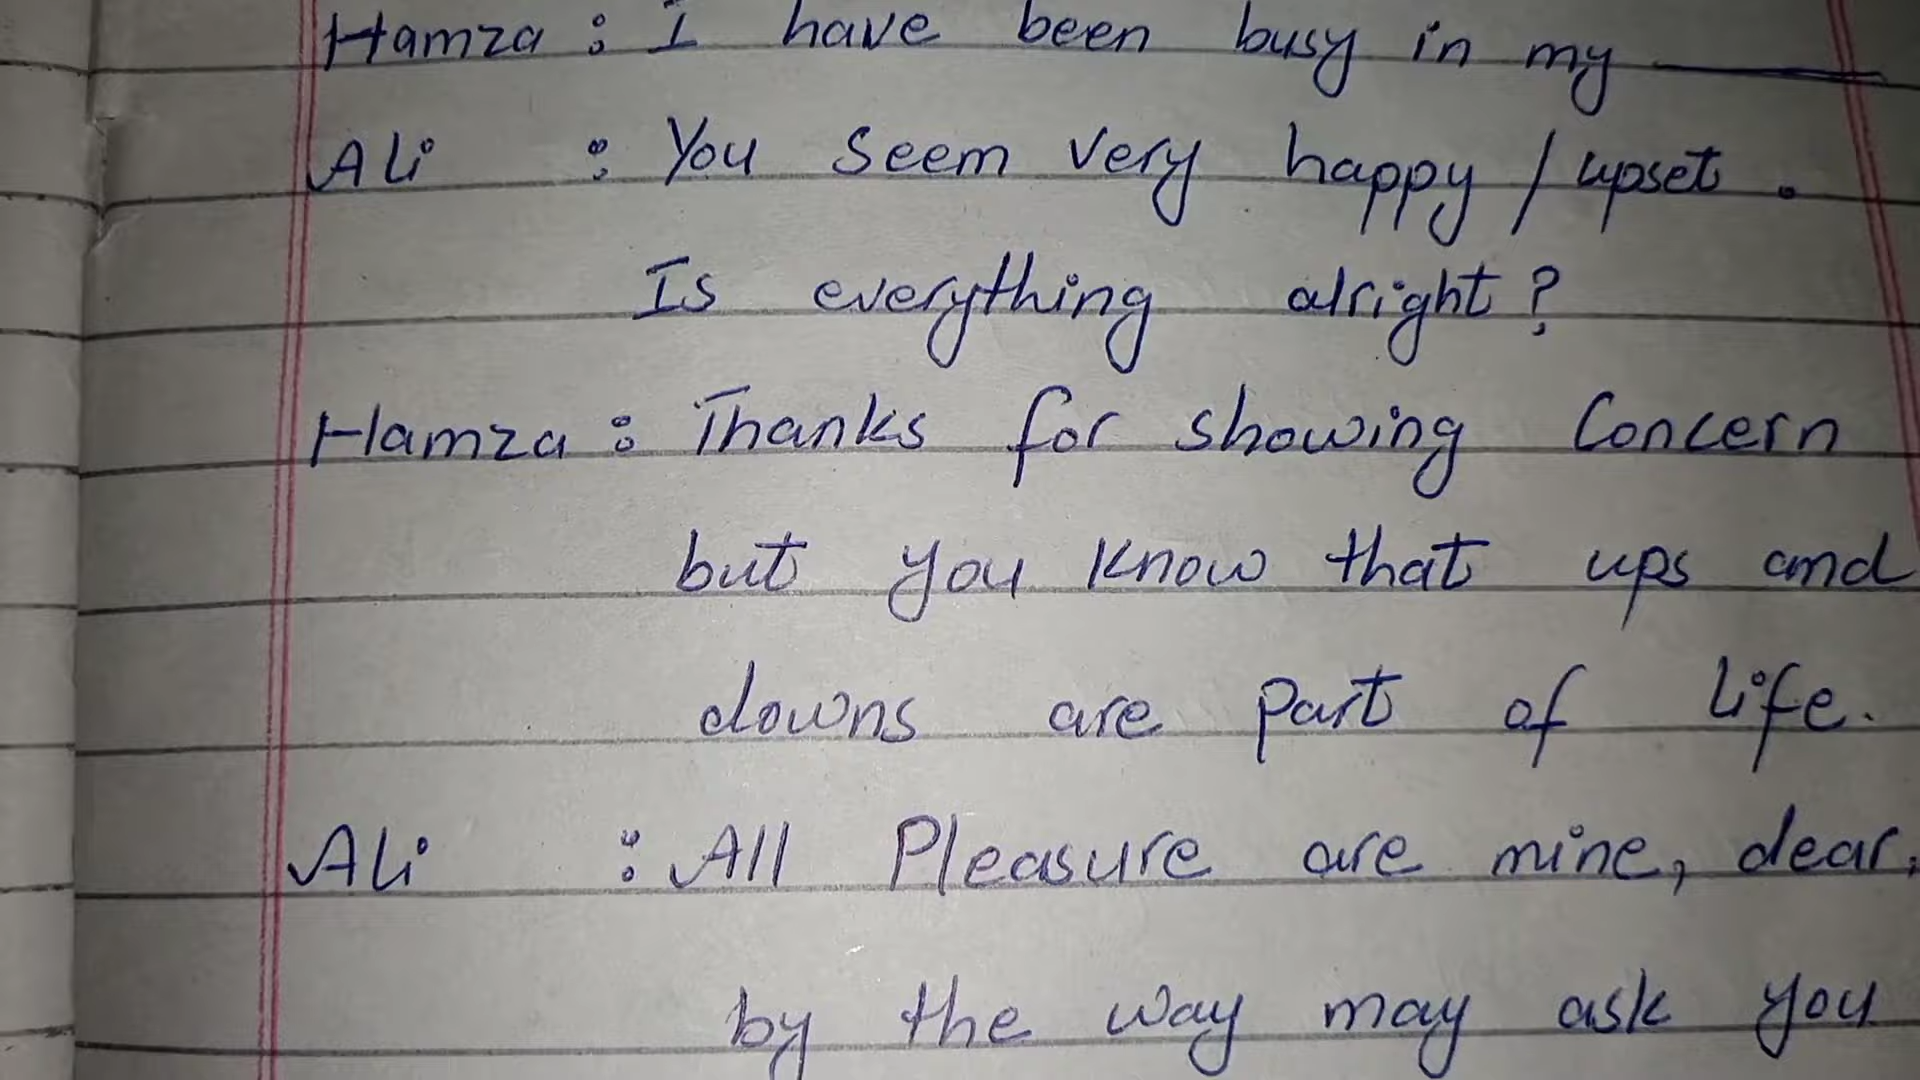 Hamza : I have been busy in my ______
Ali : You seem very happy / upset .
Is everything alright ?
Hamza : Thanks for showing Concern
but you know that ups and
downs are part of life.
Ali : All Pleasure are mine, dear,
by the way may ask you